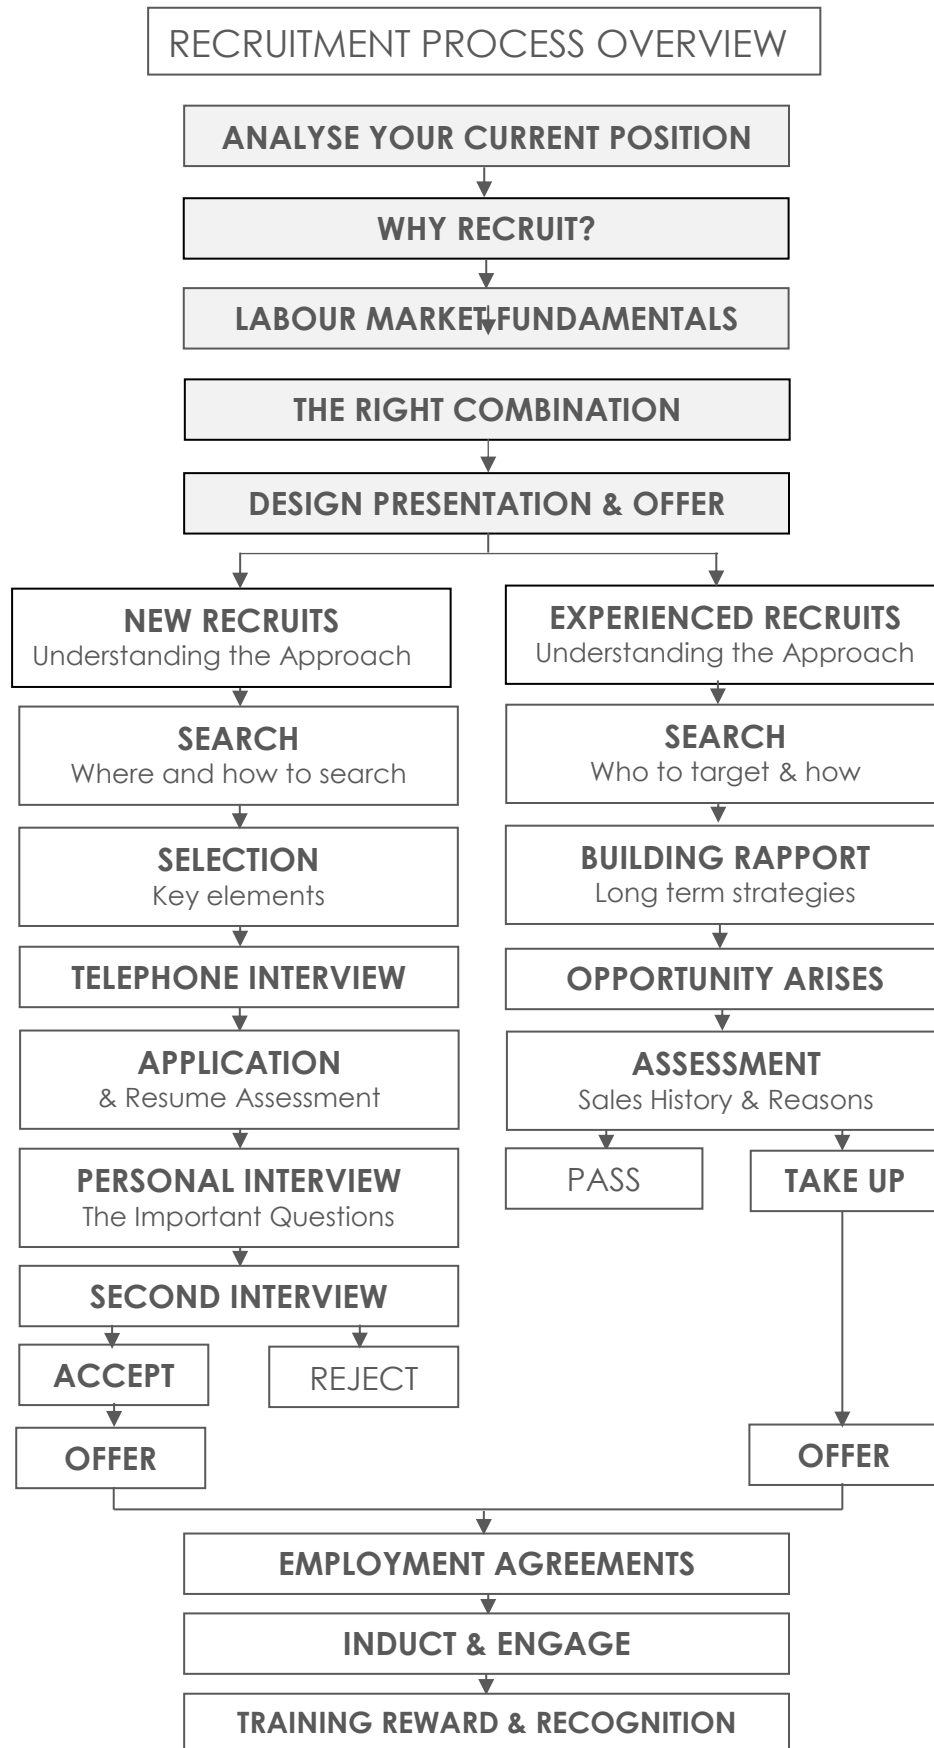 RECRUITMENT PROCESS OVERVIEW
ANALYSE YOUR CURRENT POSITION
WHY RECRUIT?
LABOUR MARKET FUNDAMENTALS
THE RIGHT COMBINATION
DESIGN PRESENTATION & OFFER
NEW RECRUITS
Understanding the Approach
SEARCH
Where and how to search
SELECTION
Key elements
TELEPHONE INTERVIEW
APPLICATION
& Resume Assessment
PERSONAL INTERVIEW
The Important Questions
SECOND INTERVIEW
ACCEPT
REJECT
OFFER
EXPERIENCED RECRUITS
Understanding the Approach
SEARCH
Who to target & how
BUILDING RAPPORT
Long term strategies
OPPORTUNITY ARISES
ASSESSMENT
Sales History & Reasons
PASS
TAKE UP
OFFER
EMPLOYMENT AGREEMENTS
INDUCT & ENGAGE
TRAINING REWARD & RECOGNITION